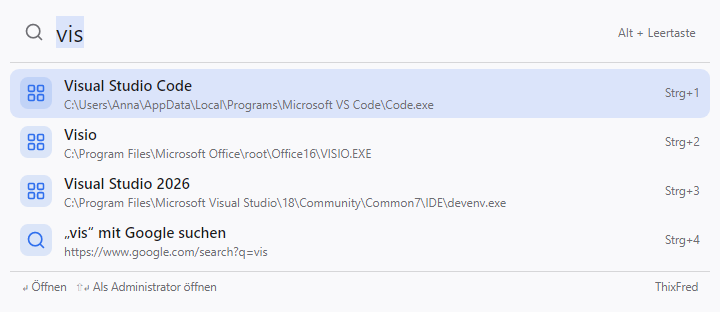 vis Alt + Leertaste
Visual Studio Code
C:\Users\Anna\AppData\Local\Programs\Microsoft VS Code\Code.exe Strg+1
Visio
C:\Program Files\Microsoft Office\root\Office16\VISIO.EXE Strg+2
Visual Studio 2026
C:\Program Files\Microsoft Visual Studio\18\Community\Common7\IDE\devenv.exe Strg+3
„vis“ mit Google suchen
https://www.google.com/search?q=vis Strg+4
↲ Öffnen ⇧↲ Als Administrator öffnen ThixFred